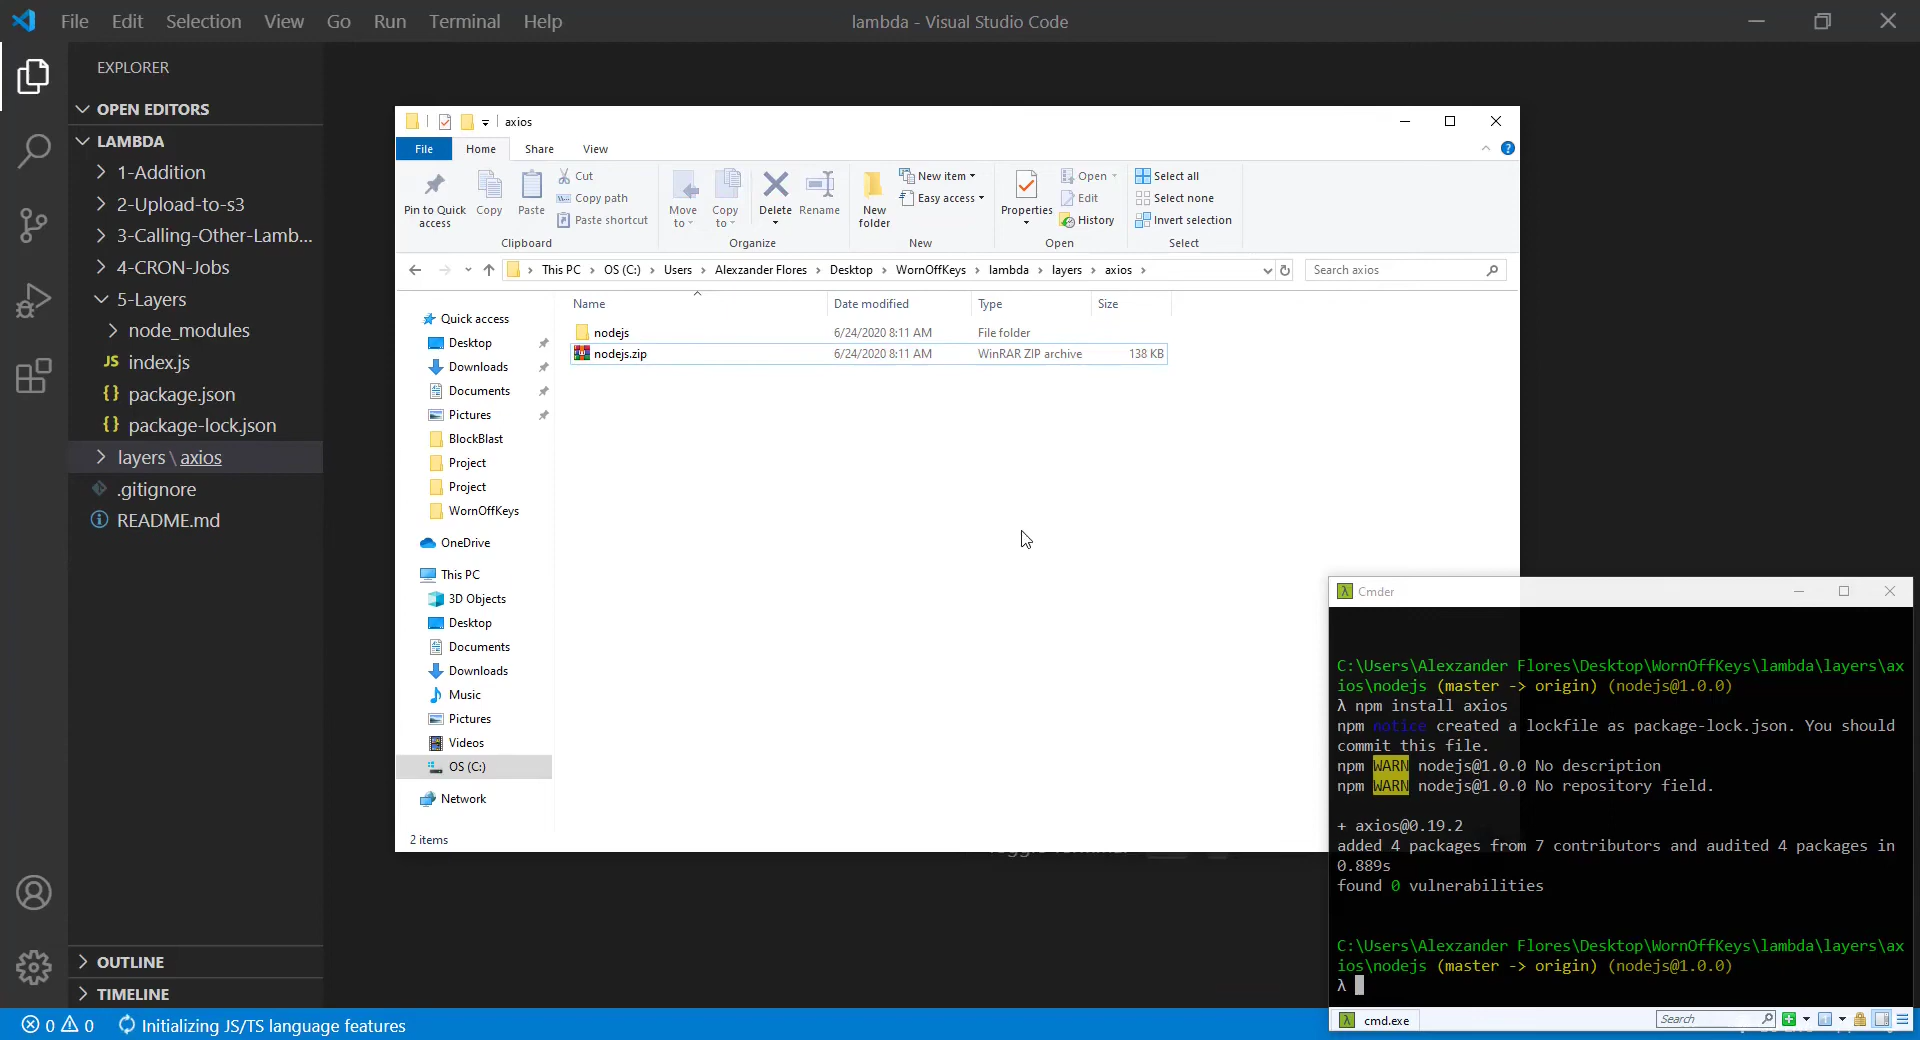 File Edit Selection View Go Run Terminal Help
lambda - Visual Studio Code
EXPLORER
OPEN EDITORS
LAMBDA
1-Addition
2-Upload-to-s3
3-Calling-Other-Lamb...
4-CRON-Jobs
5-Layers
node_modules
JS index.js
{} package.json
{} package-lock.json
layers\axios
.gitignore
README.md
OUTLINE
TIMELINE
0 0 Initializing JS/TS language features
axios
File Home Share View
Pin to Quick access
Copy
Paste
Cut
Copy path
Paste shortcut
Clipboard
Move to
Copy to
Delete
Rename
Organize
New folder
New item
Easy access
New
Properties
Open
Edit
History
Open
Select all
Select none
Invert selection
Select
This PC > OS (C:) > Users > Alexzander Flores > Desktop > WornOffKeys > lambda > layers > axios >
Search axios
Name Date modified Type Size
nodejs 6/24/2020 8:11 AM File folder
nodejs.zip 6/24/2020 8:11 AM WinRAR ZIP archive 138 KB
Quick access
Desktop
Downloads
Documents
Pictures
BlockBlast
Project
Project
WornOffKeys
OneDrive
This PC
3D Objects
Desktop
Documents
Downloads
Music
Pictures
Videos
OS (C:)
Network
2 items
λ Cmder
C:\Users\Alexzander Flores\Desktop\WornOffKeys\lambda\layers\ax
ios\nodejs (master -> origin) (nodejs@1.0.0)
λ npm install axios
npm notice created a lockfile as package-lock.json. You should
commit this file.
npm WARN nodejs@1.0.0 No description
npm WARN nodejs@1.0.0 No repository field.
+ axios@0.19.2
added 4 packages from 7 contributors and audited 4 packages in
0.889s
found 0 vulnerabilities
C:\Users\Alexzander Flores\Desktop\WornOffKeys\lambda\layers\ax
ios\nodejs (master -> origin) (nodejs@1.0.0)
λ
λ cmd.exe
Search